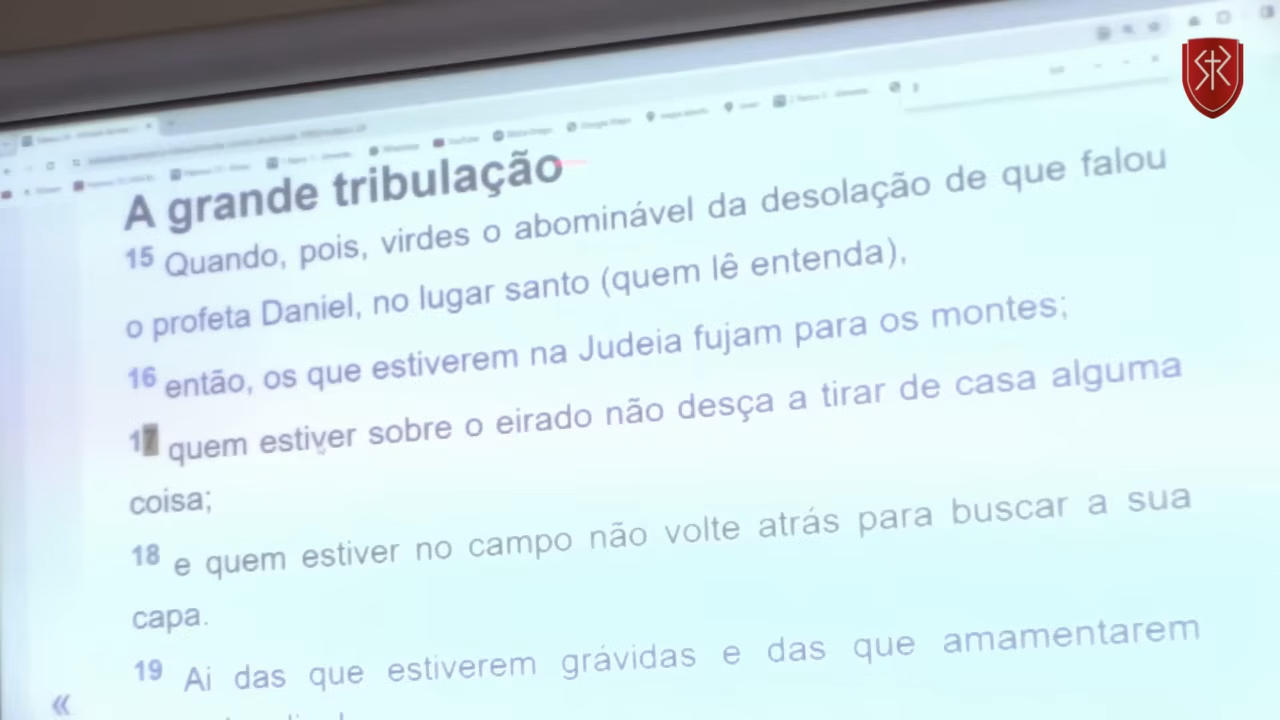 YouTube
Google Maps
A grande tribulação
15 Quando, pois, virdes o abominável da desolação de que falou
o profeta Daniel, no lugar santo (quem lê entenda),
16 então, os que estiverem na Judeia fujam para os montes;
17 quem estiver sobre o eirado não desça a tirar de casa alguma
coisa;
18 e quem estiver no campo não volte atrás para buscar a sua
capa.
19 Ai das que estiverem grávidas e das que amamentarem
«